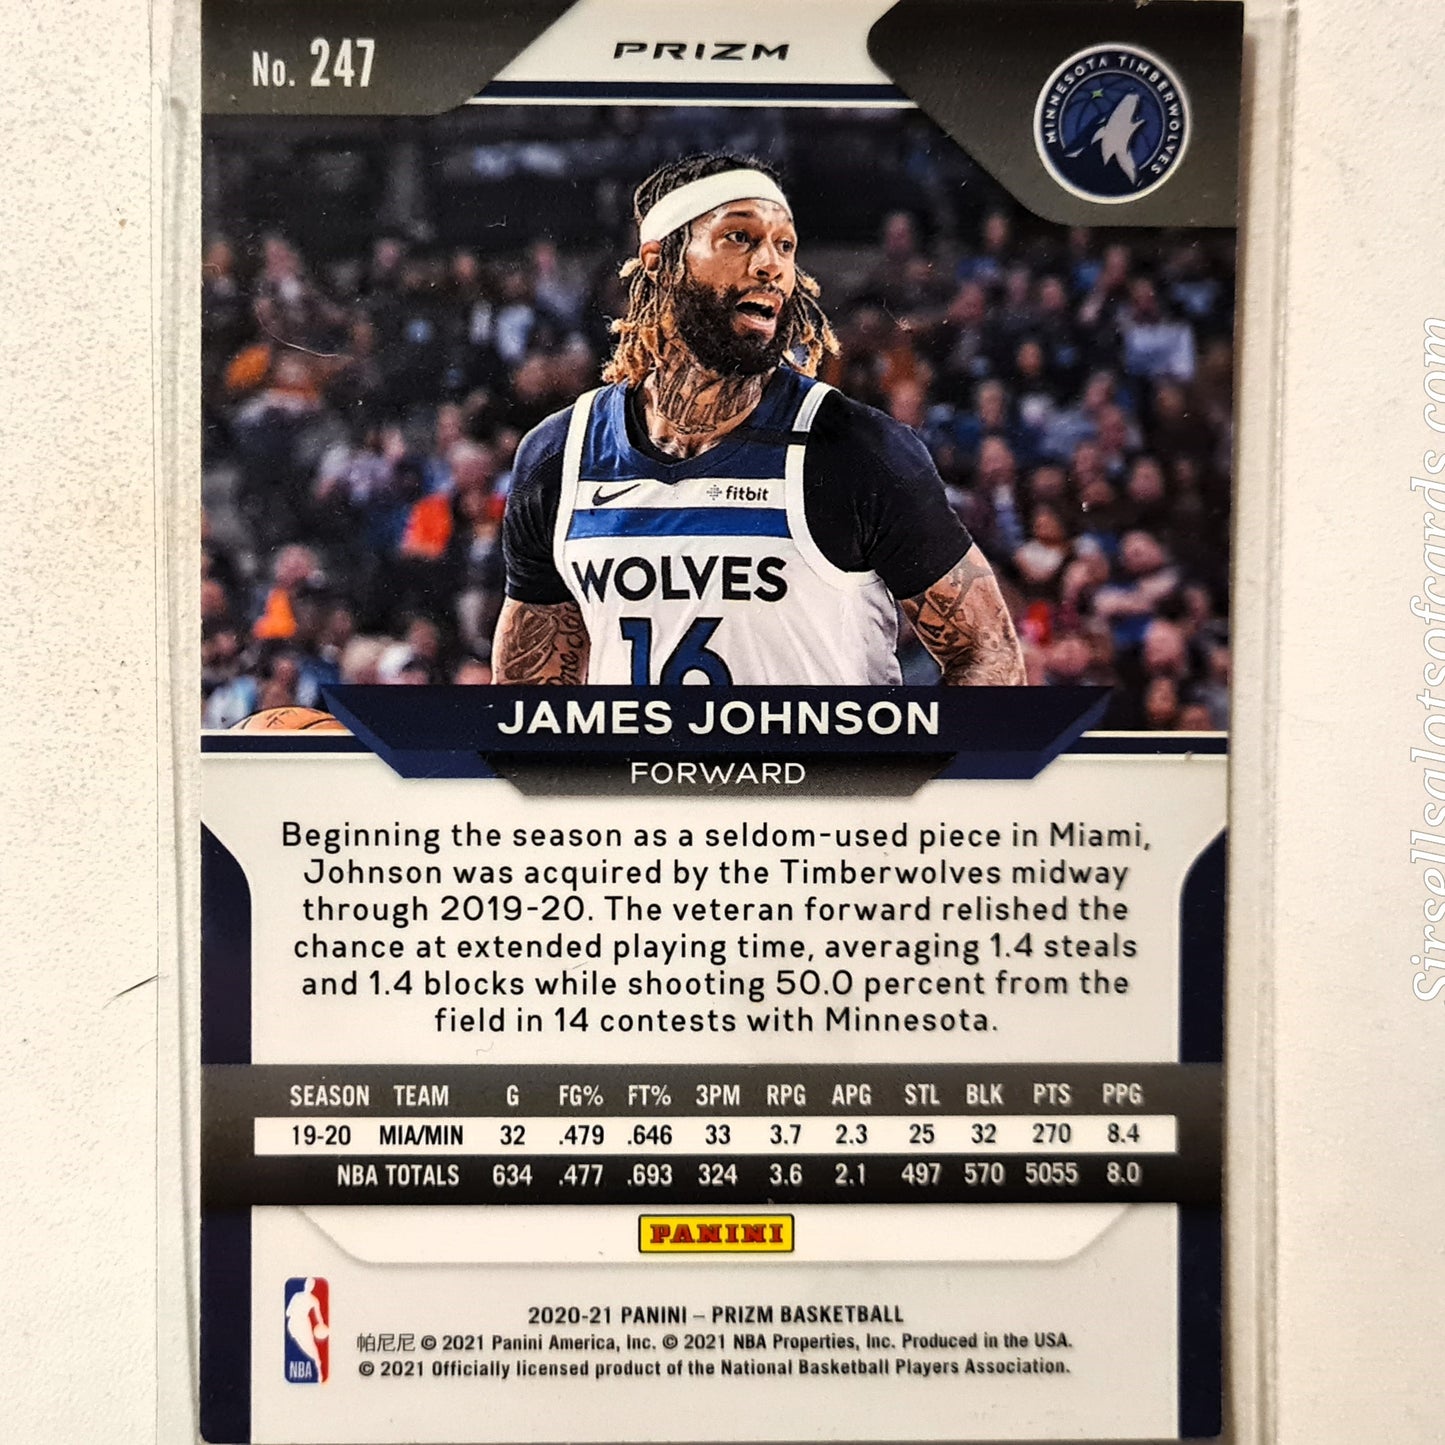 No. 247
PRIZM
MINNESOTA TIMBERWOLVES
fitbit
WOLVES
16
JAMES JOHNSON
FORWARD
Beginning the season as a seldom-used piece in Miami,
Johnson was acquired by the Timberwolves midway
through 2019-20. The veteran forward relished the
chance at extended playing time, averaging 1.4 steals
and 1.4 blocks while shooting 50.0 percent from the
field in 14 contests with Minnesota.
SEASON TEAM G FG% FT% 3PM RPG APG STL BLK PTS PPG
19-20 MIA/MIN 32 .479 .646 33 3.7 2.3 25 32 270 8.4
NBA TOTALS 634 .477 .693 324 3.6 2.1 497 570 5055 8.0
PANINI
NBA
2020-21 PANINI – PRIZM BASKETBALL
帕尼尼 © 2021 Panini America, Inc. © 2021 NBA Properties, Inc. Produced in the USA.
© 2021 Officially licensed product of the National Basketball Players Association.
Sirsellsalotsofcards.com